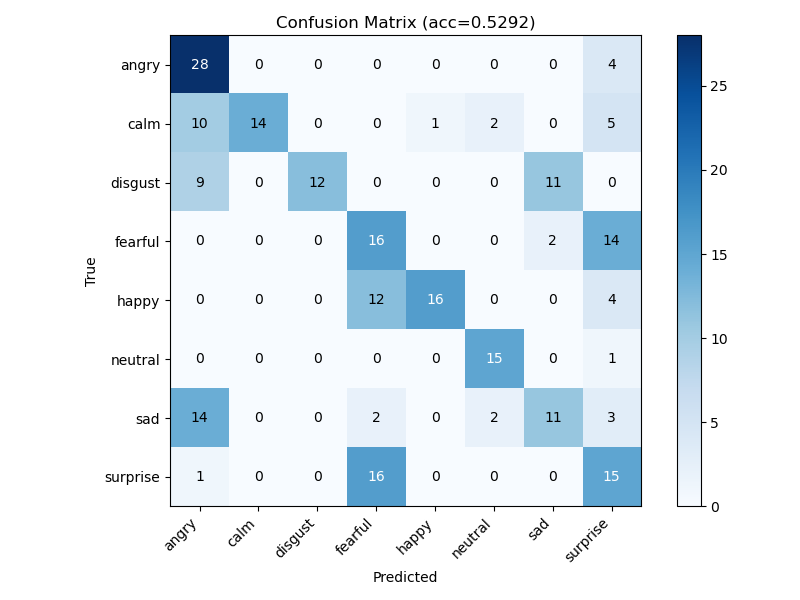 Confusion Matrix (acc=0.5292)
angry 28 0 0 0 0 0 0 4
calm 10 14 0 0 1 2 0 5
disgust 9 0 12 0 0 0 11 0
fearful 0 0 0 16 0 0 2 14
happy 0 0 0 12 16 0 0 4
neutral 0 0 0 0 0 15 0 1
sad 14 0 0 2 0 2 11 3
surprise 1 0 0 16 0 0 0 15
True
angry calm disgust fearful happy neutral sad surprise
Predicted
25
20
15
10
5
0